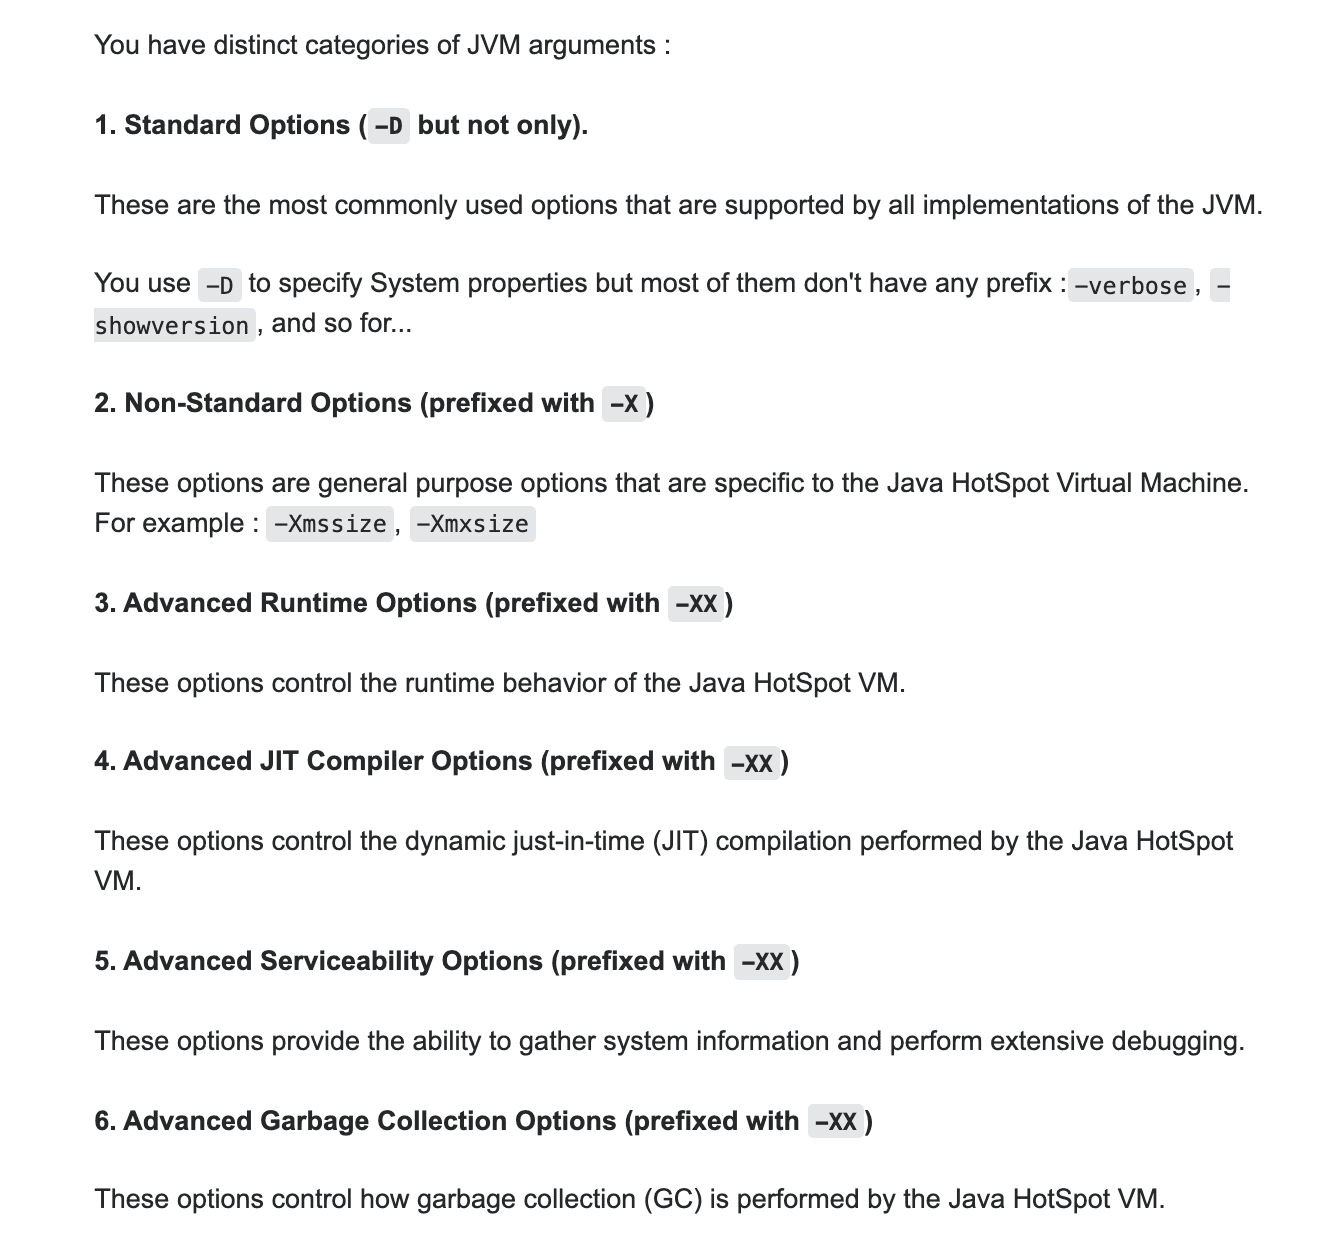 You have distinct categories of JVM arguments :
1. Standard Options (-D but not only).
These are the most commonly used options that are supported by all implementations of the JVM.
You use -D to specify System properties but most of them don't have any prefix :-verbose, -
showversion, and so for...
2. Non-Standard Options (prefixed with -X)
These options are general purpose options that are specific to the Java HotSpot Virtual Machine.
For example : -Xmssize, -Xmxsize
3. Advanced Runtime Options (prefixed with -XX)
These options control the runtime behavior of the Java HotSpot VM.
4. Advanced JIT Compiler Options (prefixed with -XX)
These options control the dynamic just-in-time (JIT) compilation performed by the Java HotSpot
VM.
5. Advanced Serviceability Options (prefixed with -XX)
These options provide the ability to gather system information and perform extensive debugging.
6. Advanced Garbage Collection Options (prefixed with -XX)
These options control how garbage collection (GC) is performed by the Java HotSpot VM.